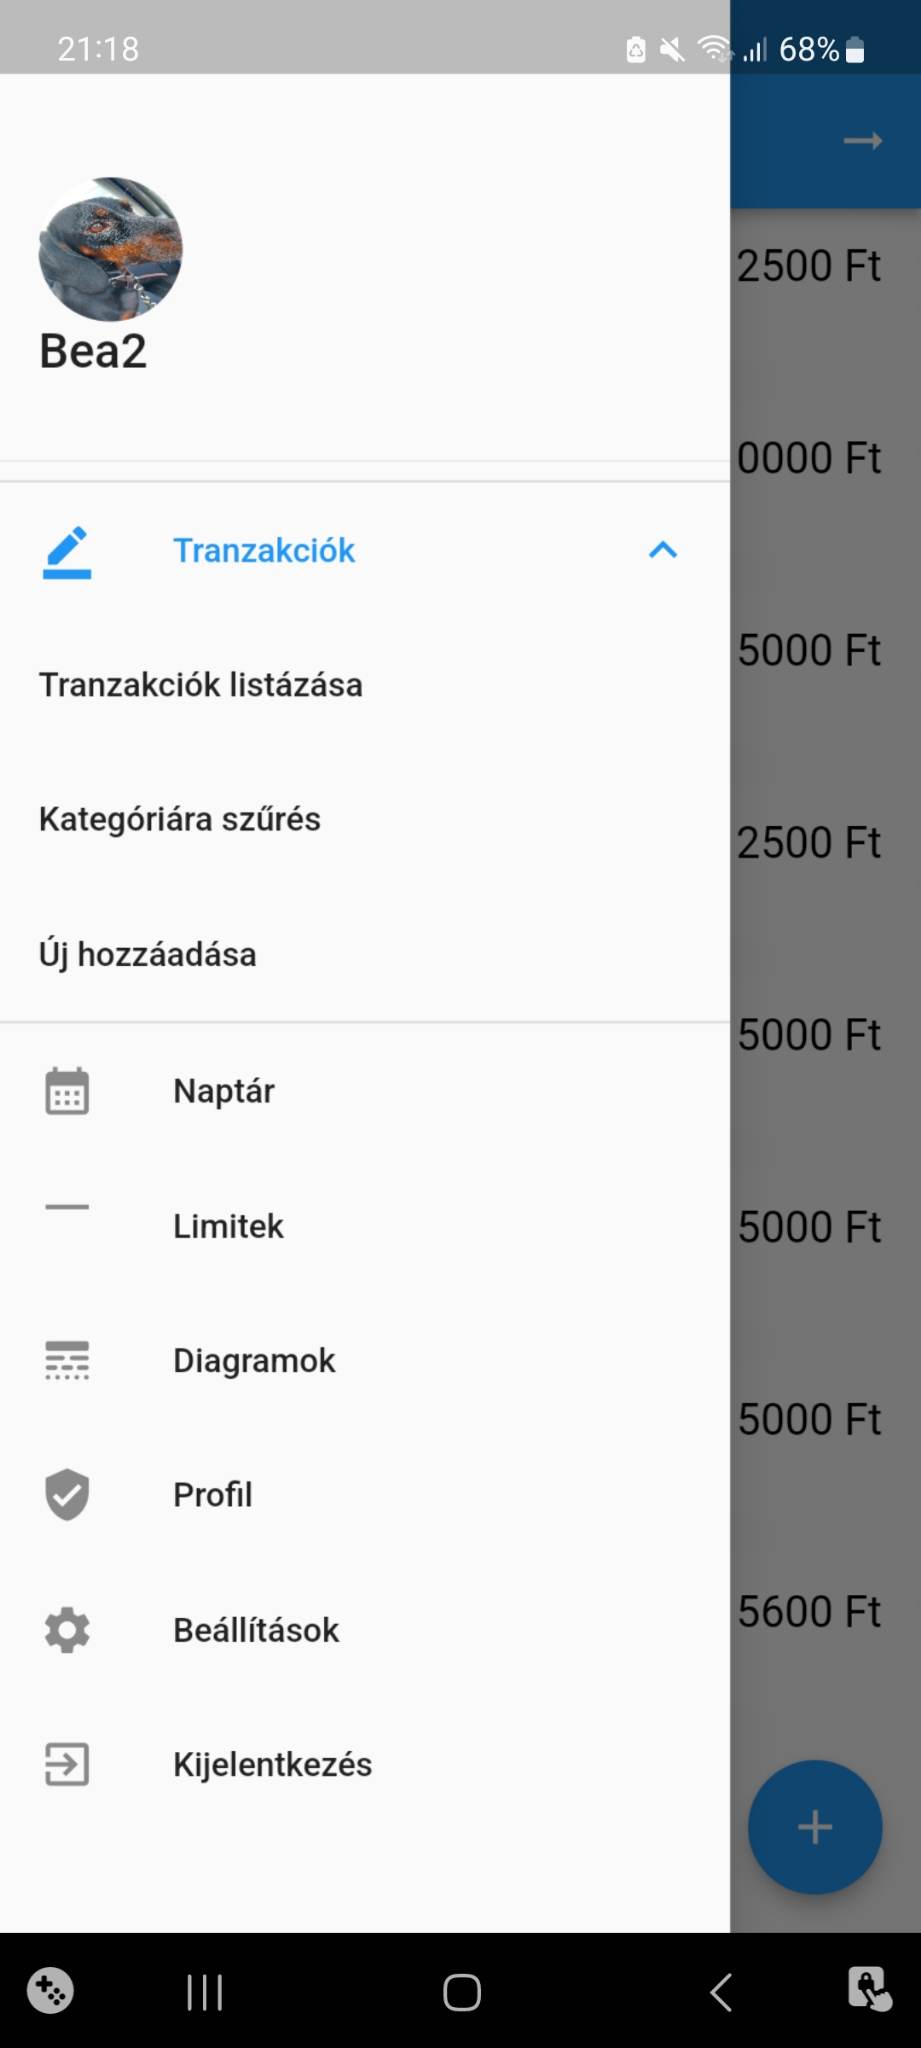 21:18
68%
Bea2
Tranzakciók
Tranzakciók listázása
Kategóriára szűrés
Új hozzáadása
Naptár
Limitek
Diagramok
Profil
Beállítások
Kijelentkezés
2500 Ft
0000 Ft
5000 Ft
2500 Ft
5000 Ft
5000 Ft
5000 Ft
5600 Ft